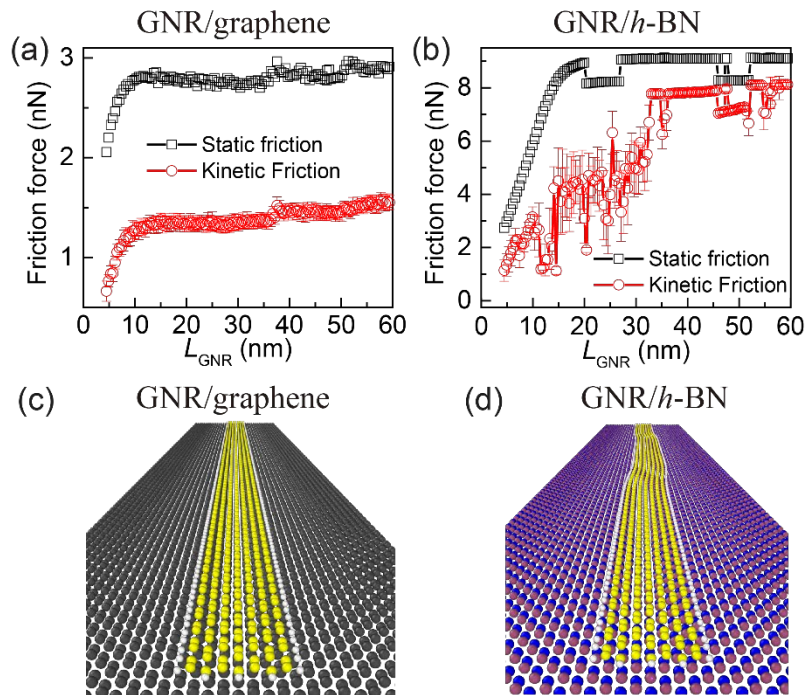 GNR/graphene
GNR/h-BN
(a)
3
2
1
Friction force (nN)
Static friction
Kinetic Friction
0
10
20
30
40
50
60
L_GNR (nm)
(b)
8
6
4
2
0
Friction force (nN)
Static friction
Kinetic Friction
0
10
20
30
40
50
60
L_GNR (nm)
(c)
GNR/graphene
(d)
GNR/h-BN